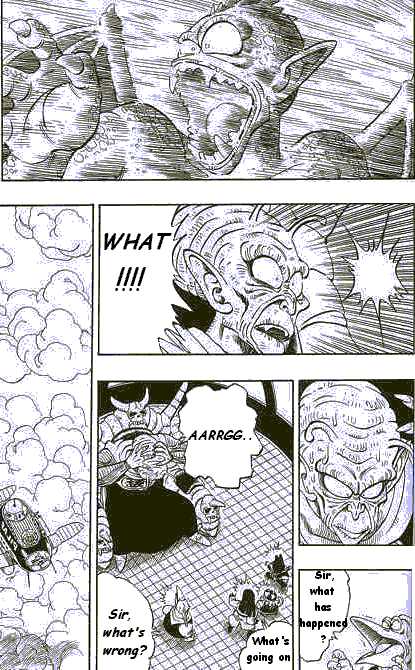 WHAT
!!!!
AARRGG..
Sir,
what
has
happened
?
What's
going on
Sir,
what's
wrong?